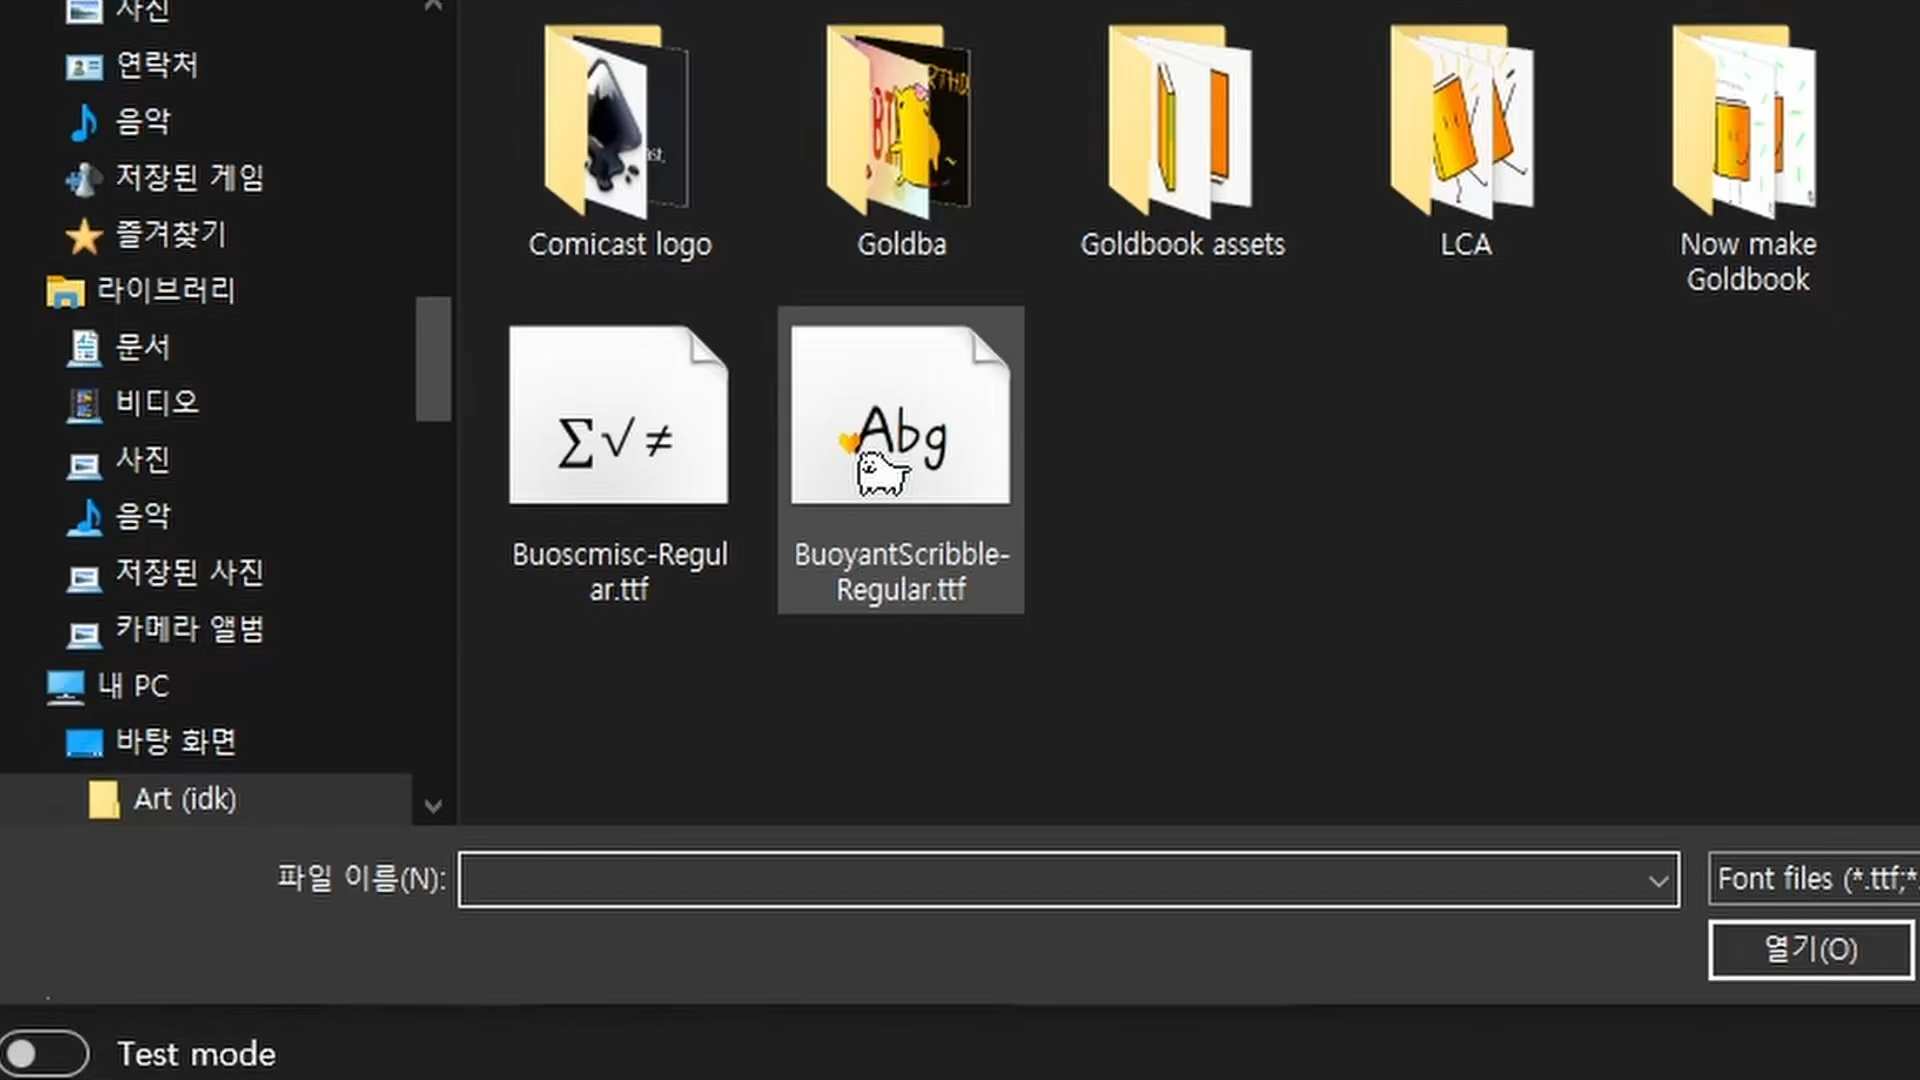 사진
연락처
음악
저장된 게임
즐겨찾기
라이브러리
문서
비디오
사진
음악
저장된 사진
카메라 앨범
내 PC
바탕 화면
Art (idk)
Comicast logo
Goldba
Goldbook assets
LCA
Now make
Goldbook
∑√ ≠
Abg
Buoscmisc-Regul
ar.ttf
BuoyantScribble-
Regular.ttf
파일 이름(N):
Font files (*.ttf;*.
열기(O)
Test mode